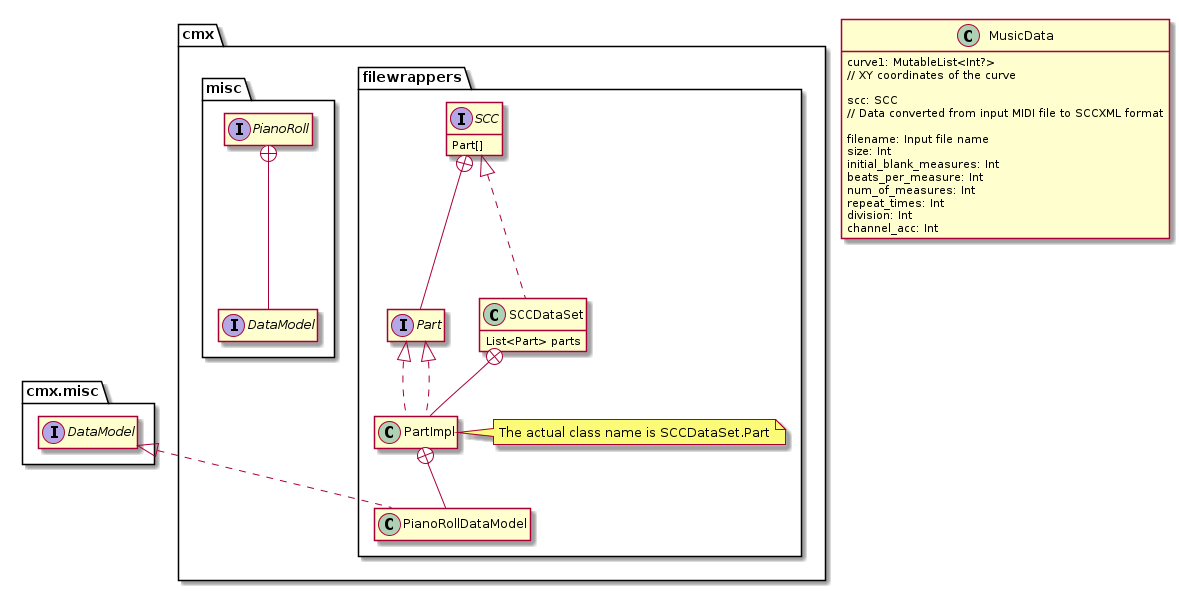 cmx
misc
I PianoRoll
I DataModel
filewrappers
I SCC
Part[]
I Part
C SCCDataSet
List<Part> parts
C PartImpl
The actual class name is SCCDataSet.Part
C PianoRollDataModel
cmx.misc
I DataModel
C MusicData
curve1: MutableList<Int?>
// XY coordinates of the curve
scc: SCC
// Data converted from input MIDI file to SCCXML format
filename: Input file name
size: Int
initial_blank_measures: Int
beats_per_measure: Int
num_of_measures: Int
repeat_times: Int
division: Int
channel_acc: Int